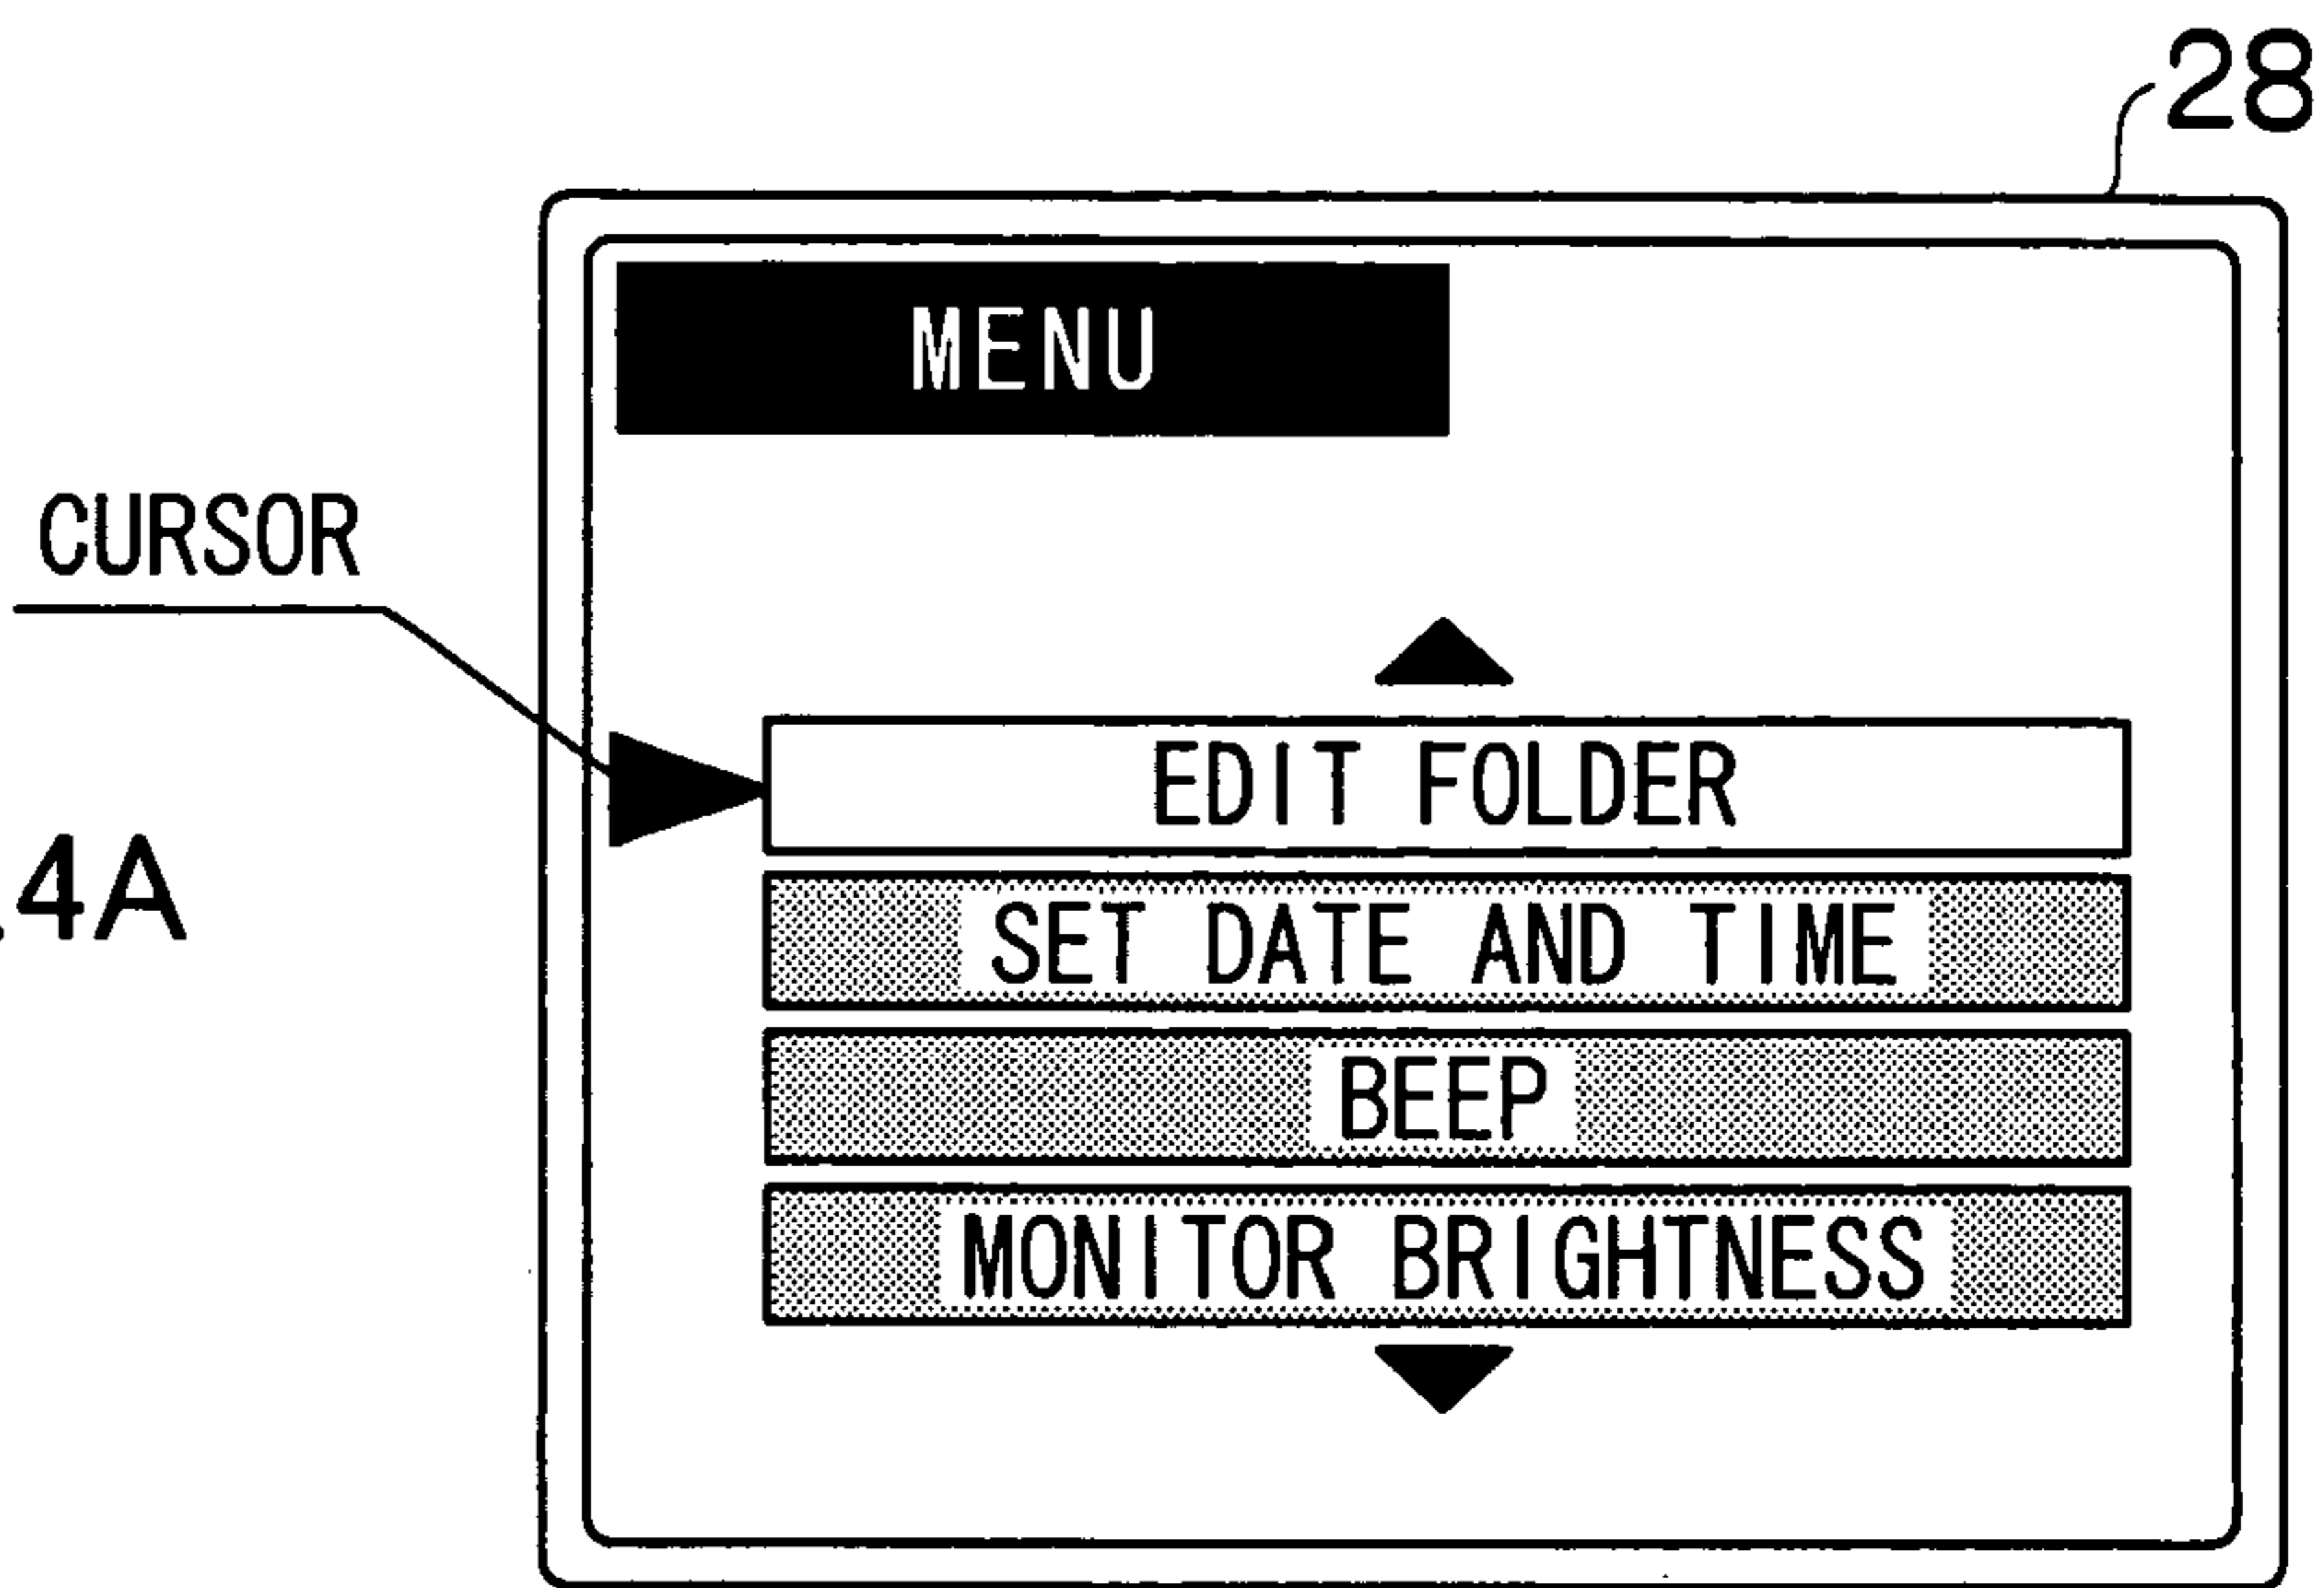 28
MENU
CURSOR
EDIT FOLDER
.4A
SET DATE AND TIME
BEEP
MONITOR BRIGHTNESS